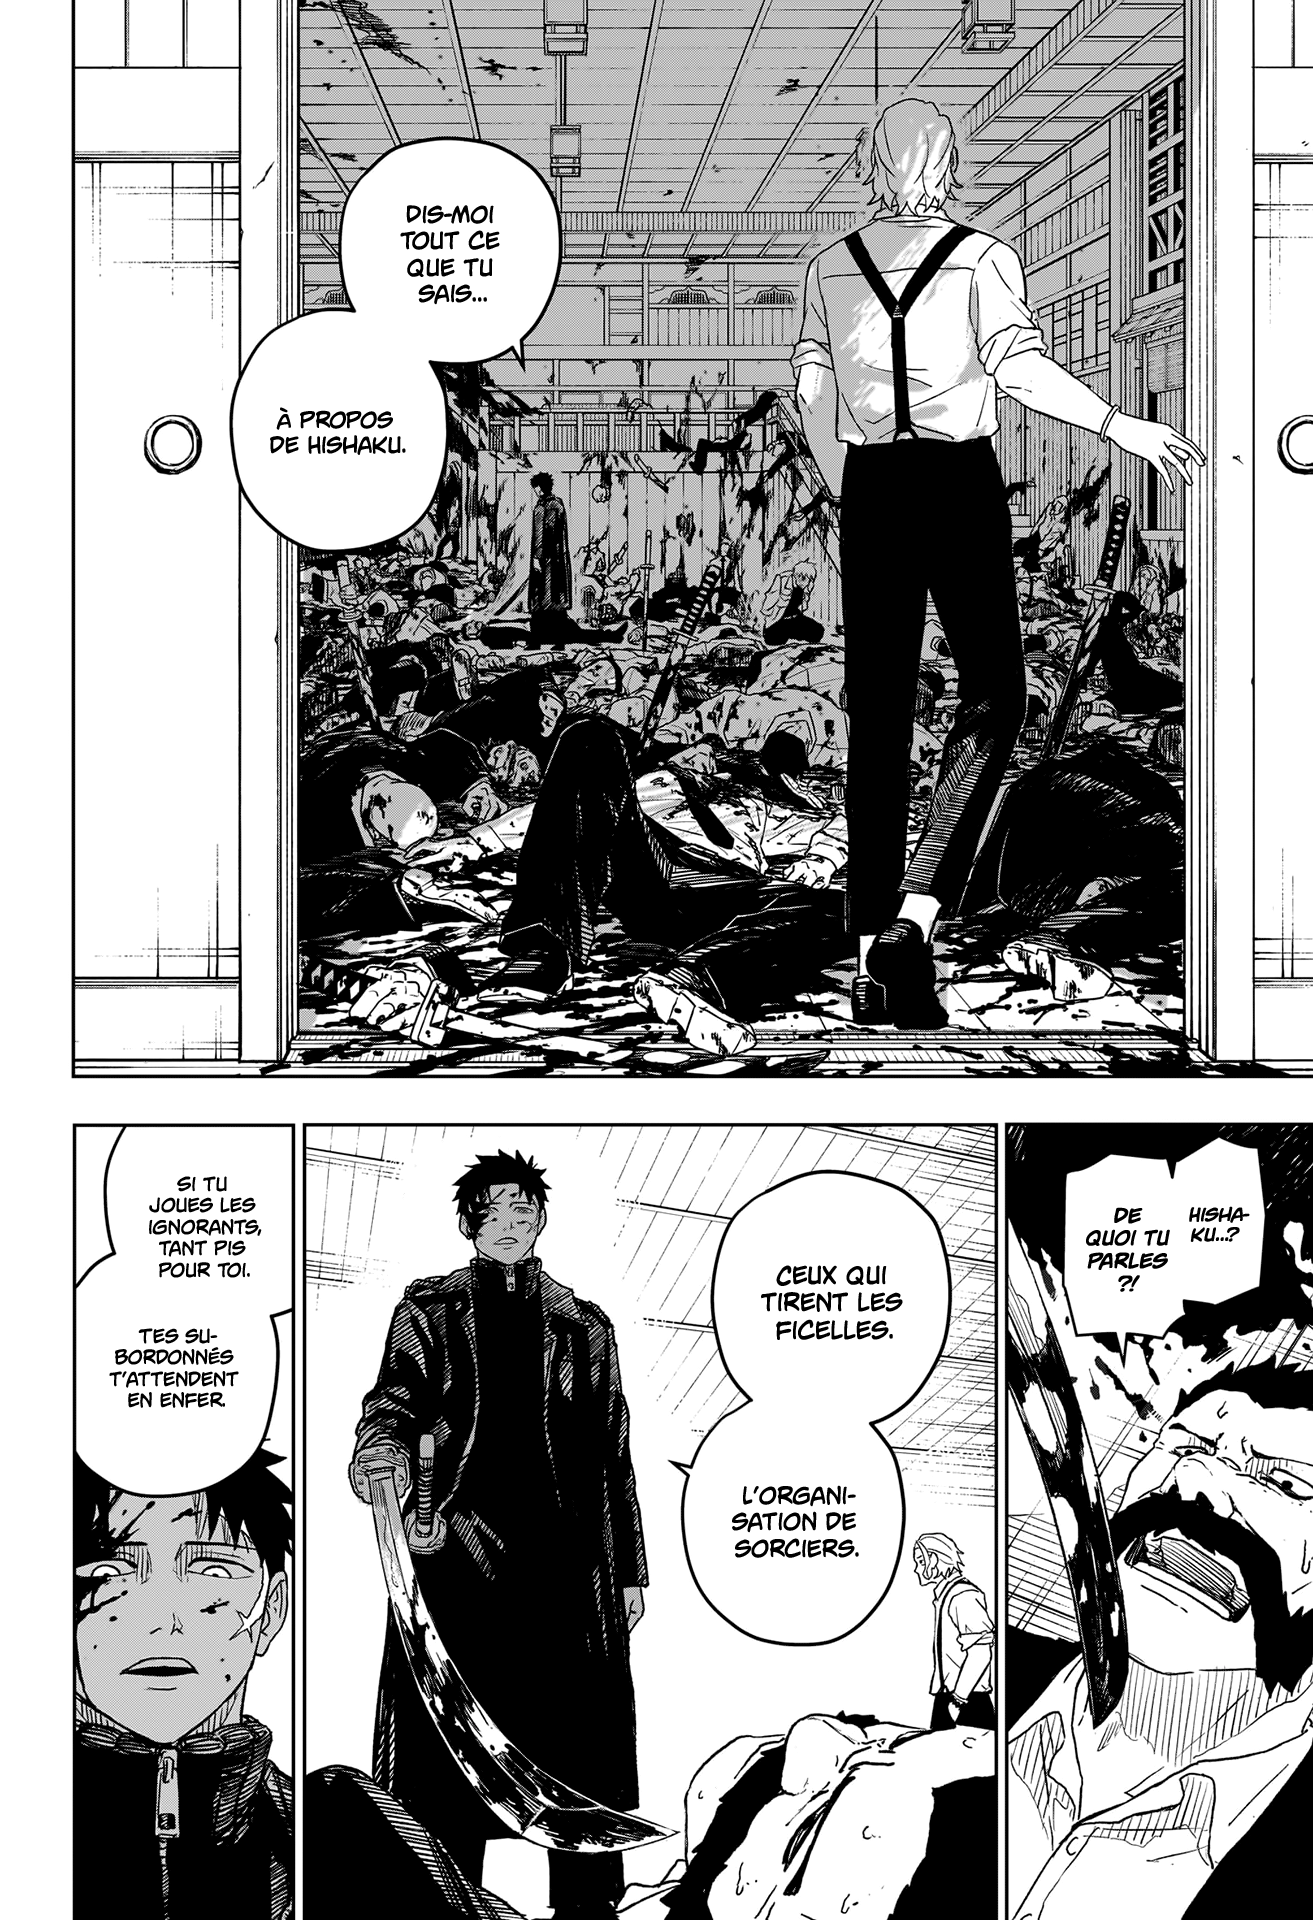 DIS-MOI
TOUT CE
QUE TU
SAIS...
À PROPOS
DE HISHAKU.
HISHA-
KU...?
DE
QUOI TU
PARLES
?!
CEUX QUI
TIRENT LES
FICELLES.
L'ORGANI-
SATION DE
SORCIERS.
SI TU
JOUES LES
IGNORANTS,
TANT PIS
POUR TOI.
TES SU-
BORDONNÉS
T'ATTENDENT
EN ENFER.